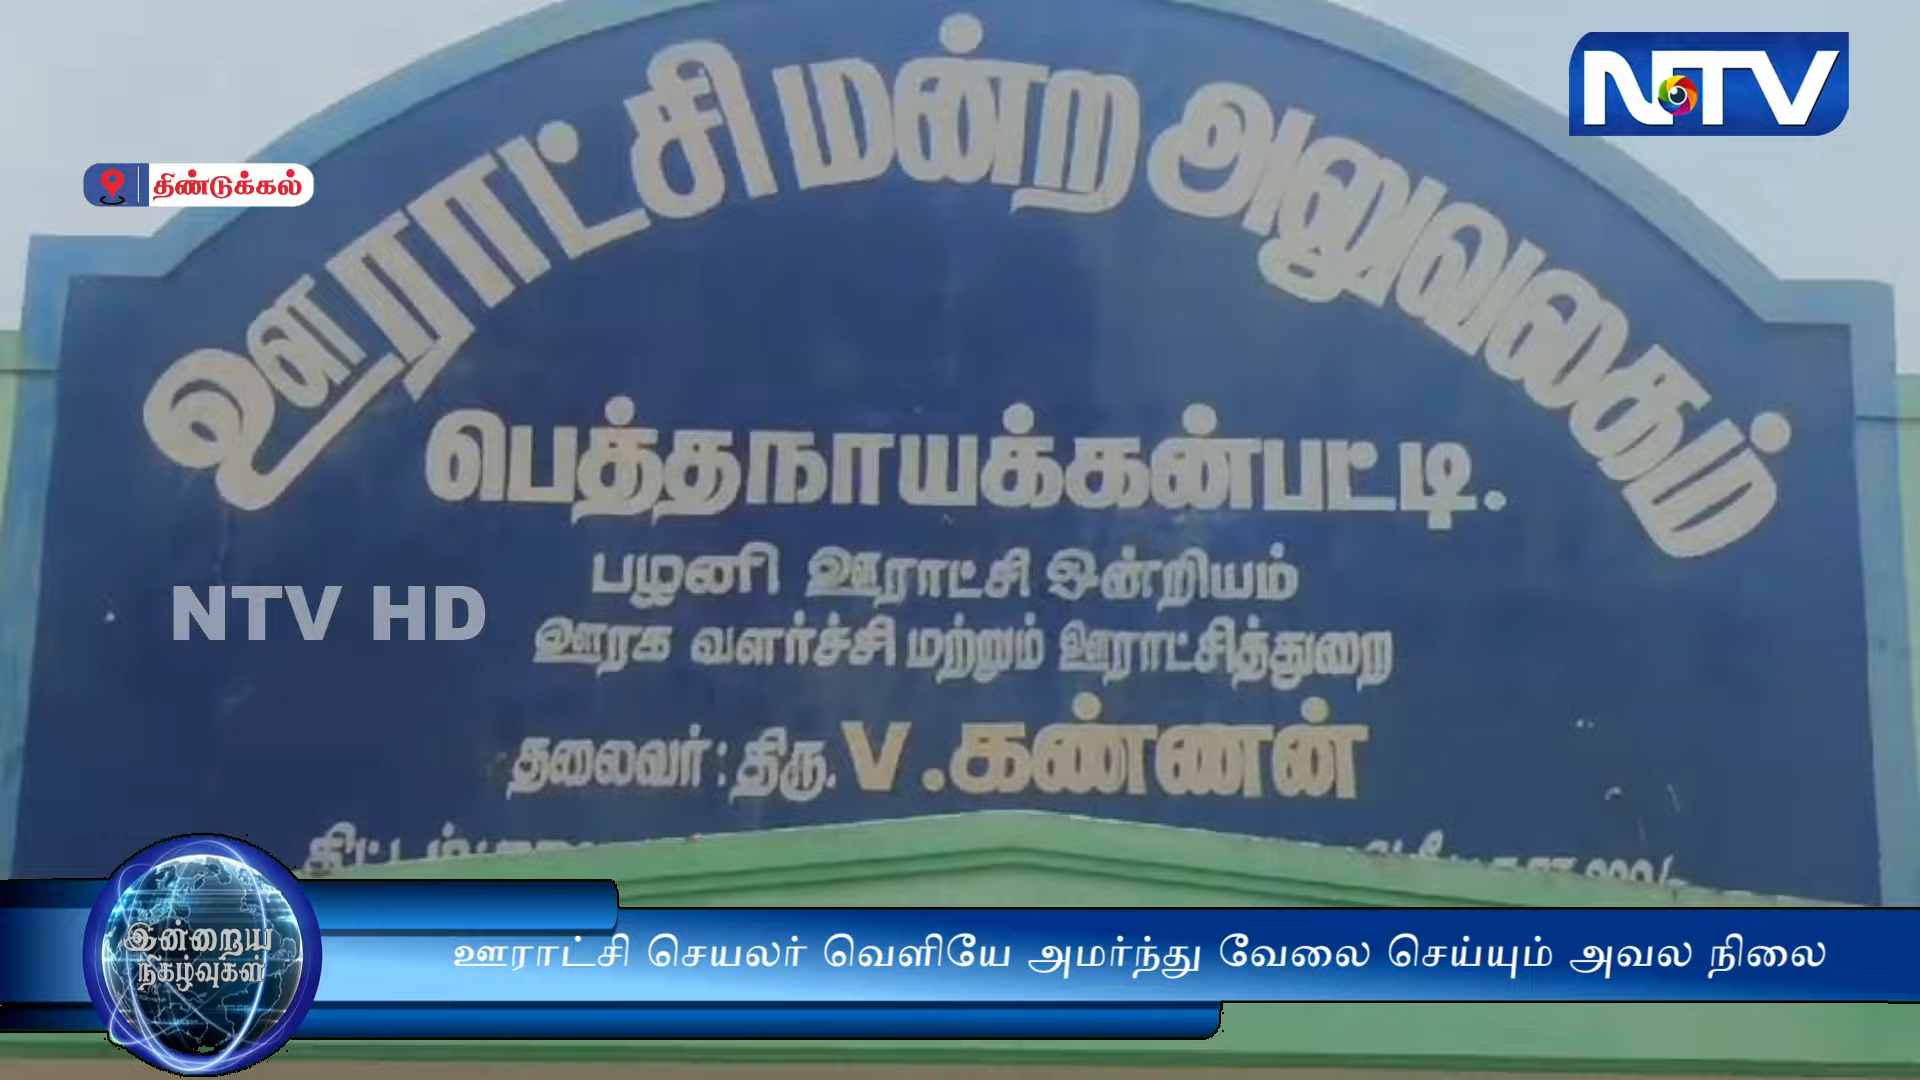 NTV
திண்டுக்கல்
ஊராட்சி மன்ற அலுவலகம்
பெத்தநாயக்கன்பட்டி.
பழனி ஊராட்சி ஒன்றியம்
NTV HD
ஊரக வளர்ச்சி மற்றும் ஊராட்சித்துறை
தலைவர்: திரு. V.கண்ணன்
இன்றைய
நிகழ்வுகள்
ஊராட்சி செயலர் வெளியே அமர்ந்து வேலை செய்யும் அவல நிலை